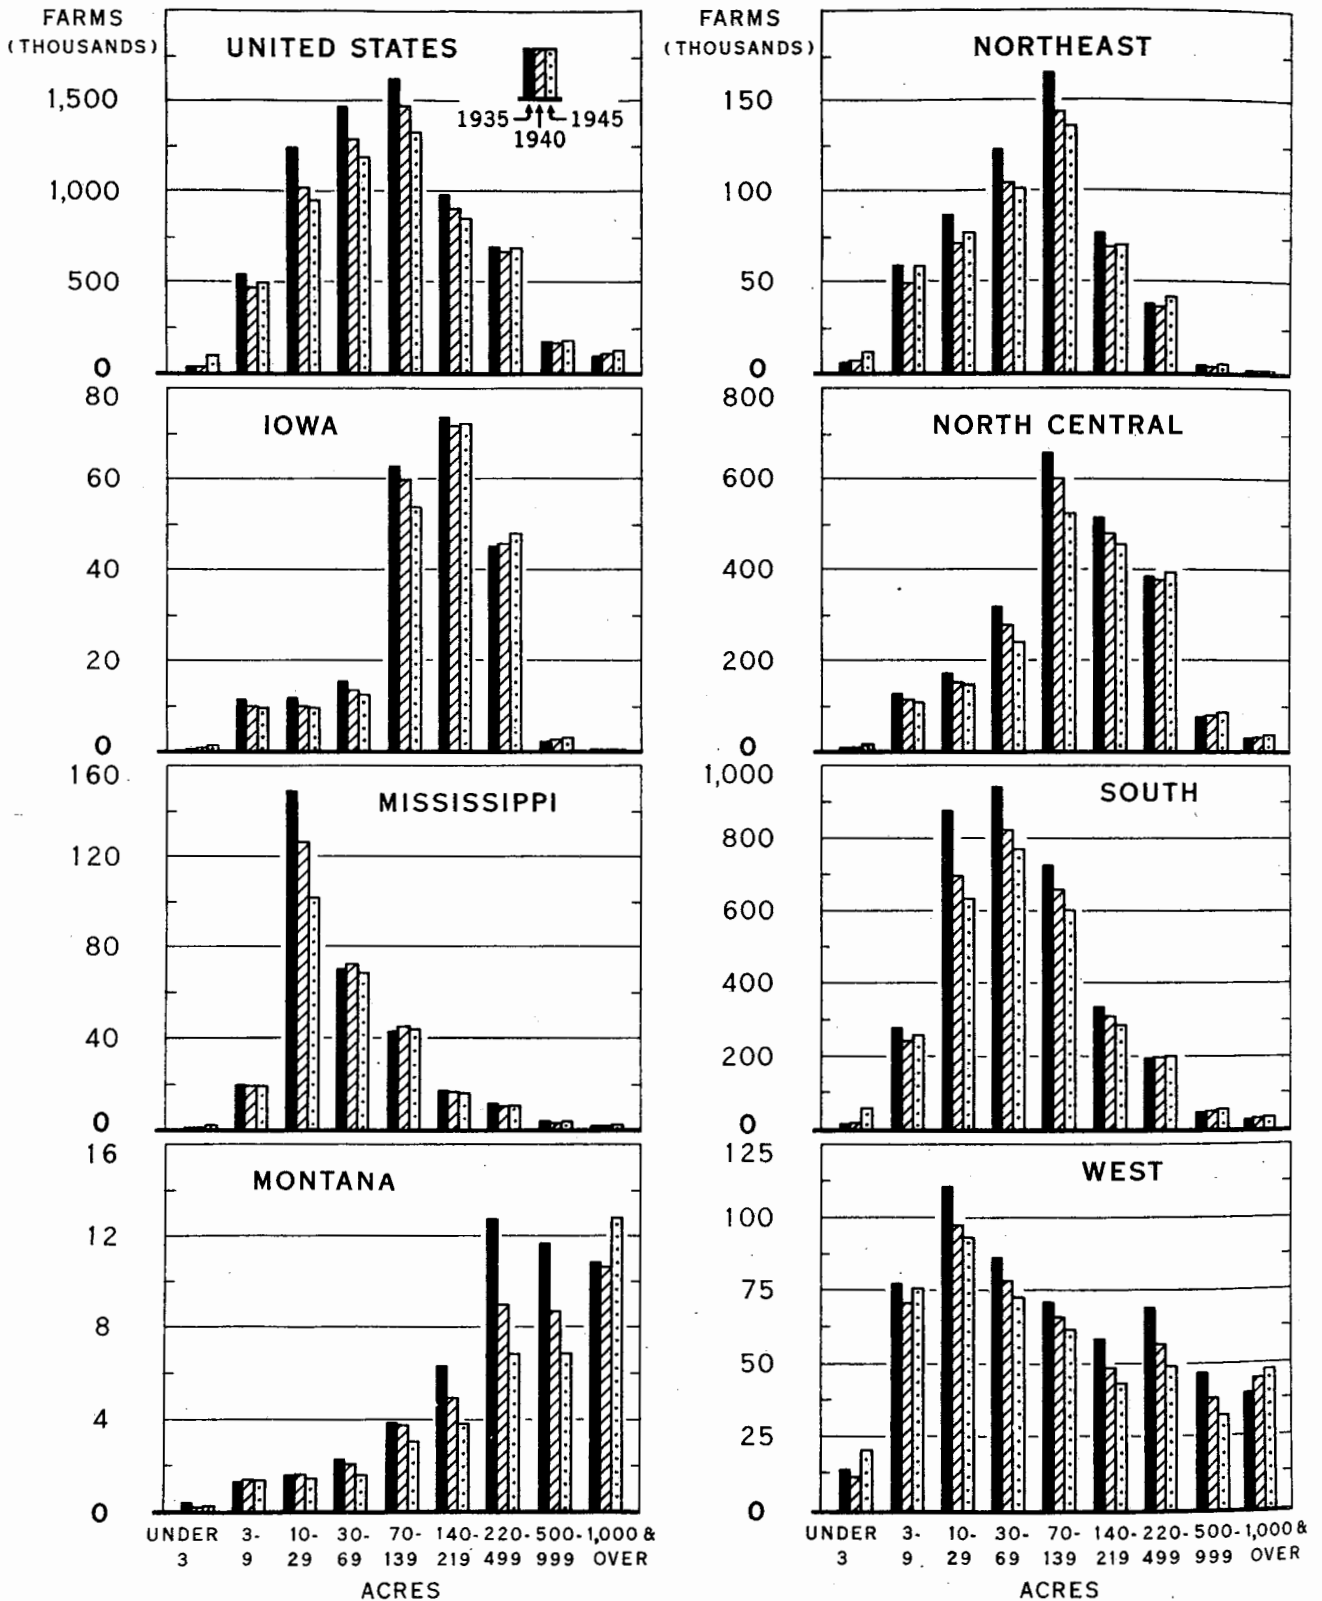 FARMS
(THOUSANDS)
UNITED STATES
1,500
1,000
500
0
1935
1940
1945
IOWA
80
60
40
20
0
MISSISSIPPI
160
120
80
40
0
MONTANA
16
12
8
4
0
UNDER 3- 10- 30- 70- 140- 220- 500- 1,000 &
3 9 29 69 139 219 499 999 OVER
ACRES
FARMS
(THOUSANDS)
NORTHEAST
150
100
50
0
NORTH CENTRAL
800
600
400
200
0
SOUTH
1,000
800
600
400
200
0
WEST
125
100
75
50
25
0
UNDER 3- 10- 30- 70- 140- 220- 500- 1,000 &
3 9 29 69 139 219 499 999 OVER
ACRES